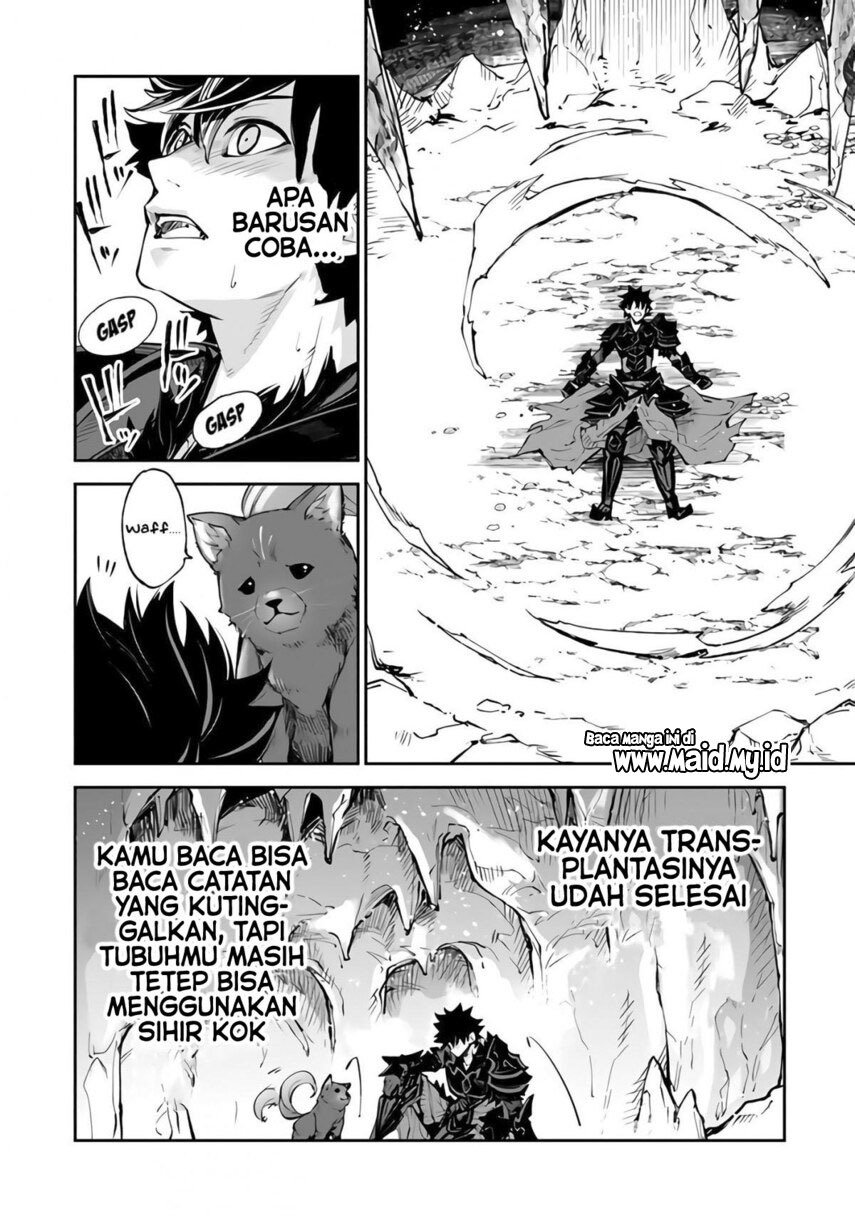 Baca Manga ini di
www.Maid.My.id
APA
BARUSAN
COBA...
GASP
GASP
waff....
KAYANYA TRANS-
PLANTASINYA
UDAH SELESAI
KAMU BACA BISA
BACA CATATAN
YANG KUTING-
GALKAN, TAPI
TUBUHMU MASIH
TETEP BISA
MENGGUNAKAN
SIHIR KOK